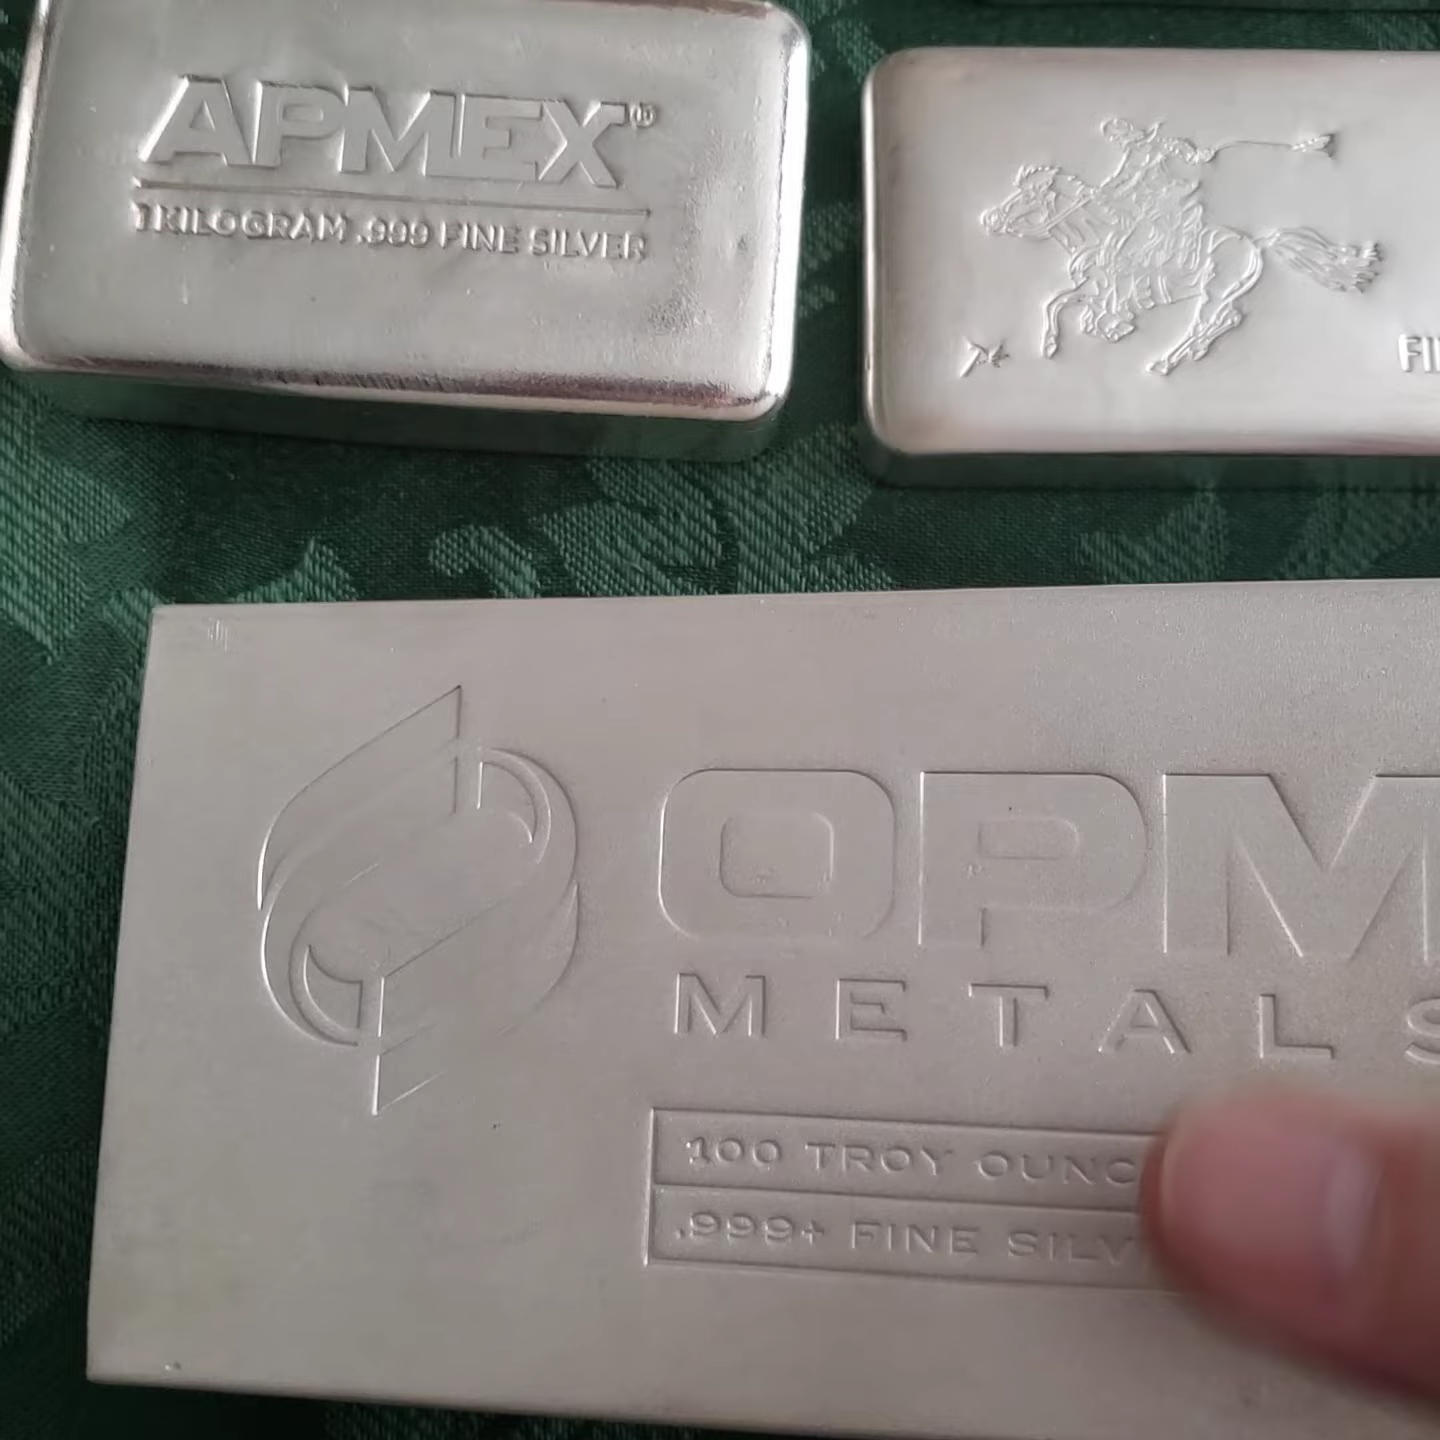 APMEX®
1 KILOGRAM .999 FINE SILVER
OPM
METALS
100 TROY OUNC
.999+ FINE SILV